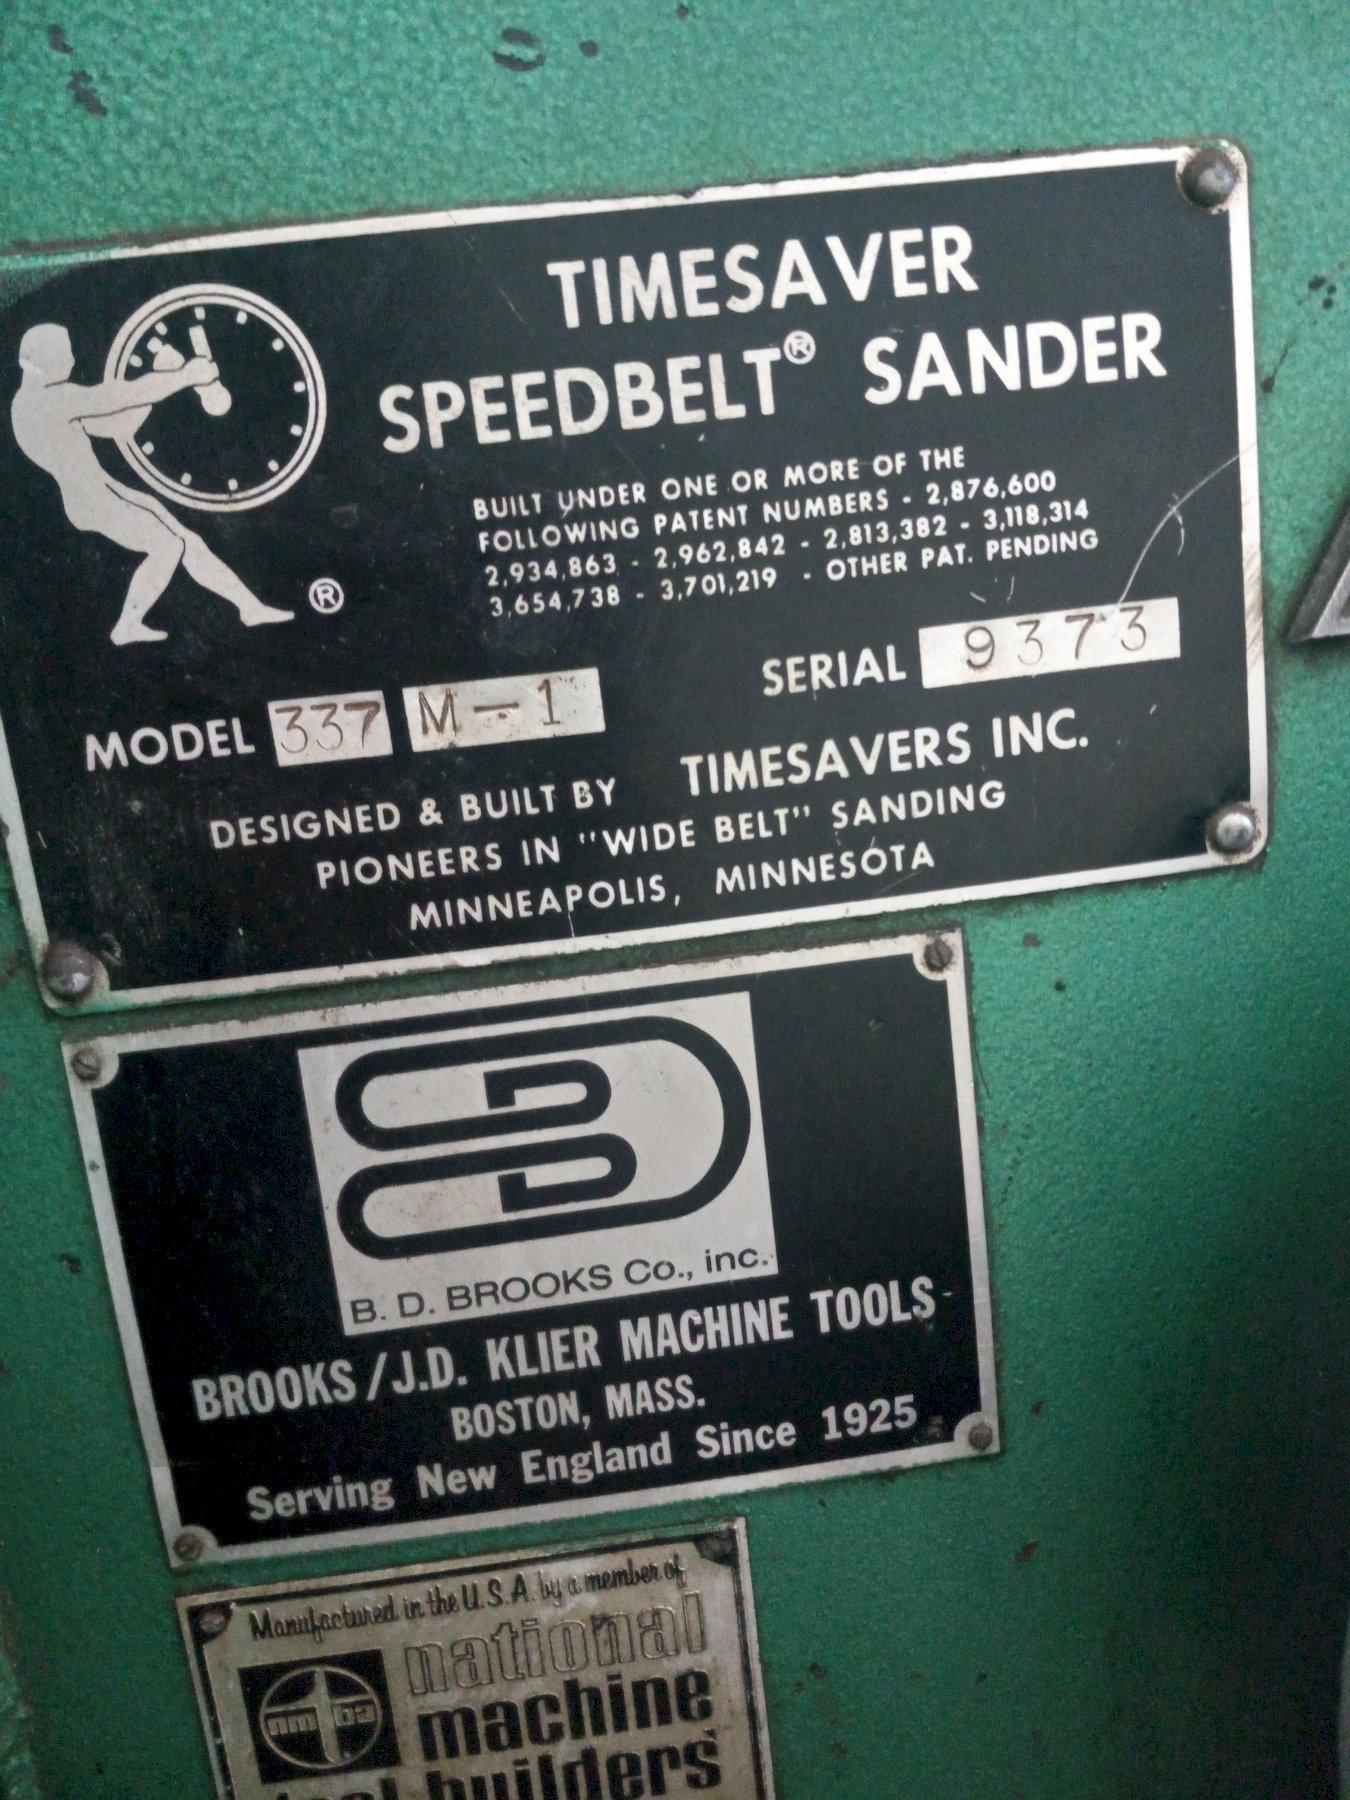 TIMESAVER
SPEEDBELT® SANDER
BUILT UNDER ONE OR MORE OF THE
FOLLOWING PATENT NUMBERS - 2,876,600
2,934,863 - 2,962,842 - 2,813,382 - 3,118,314
3,654,738 - 3,701,219 - OTHER PAT. PENDING
®
MODEL 337 M-1 SERIAL 9373
DESIGNED & BUILT BY TIMESAVERS INC.
PIONEERS IN "WIDE BELT" SANDING
MINNEAPOLIS, MINNESOTA
B. D. BROOKS Co., inc.
BROOKS / J.D. KLIER MACHINE TOOLS
BOSTON, MASS.
Serving New England Since 1925
Manufactured in the U.S.A. by a member of
national
nmtba
machine
builders